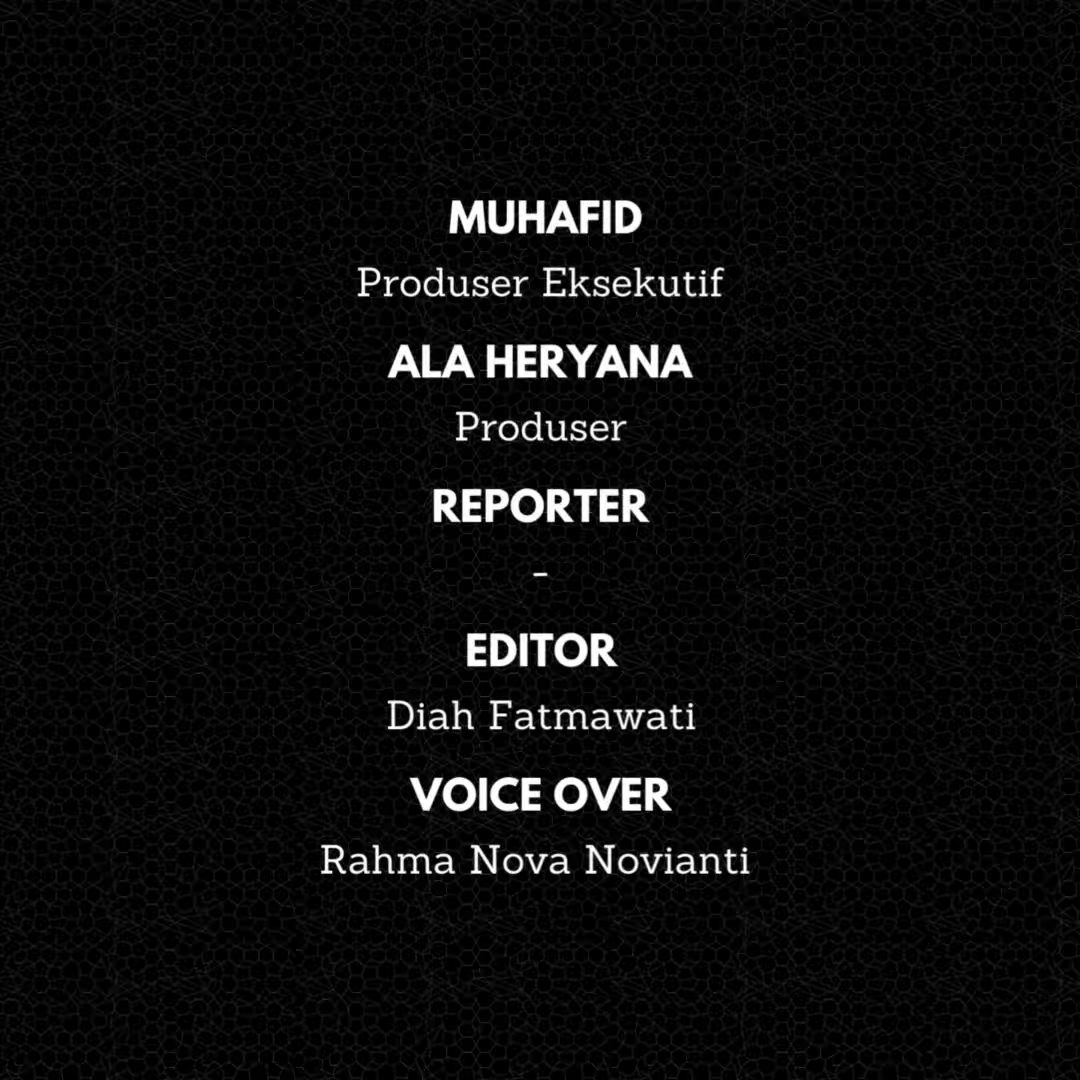 MUHAFID
Produser Eksekutif
ALA HERYANA
Produser
REPORTER
-
EDITOR
Diah Fatmawati
VOICE OVER
Rahma Nova Novianti